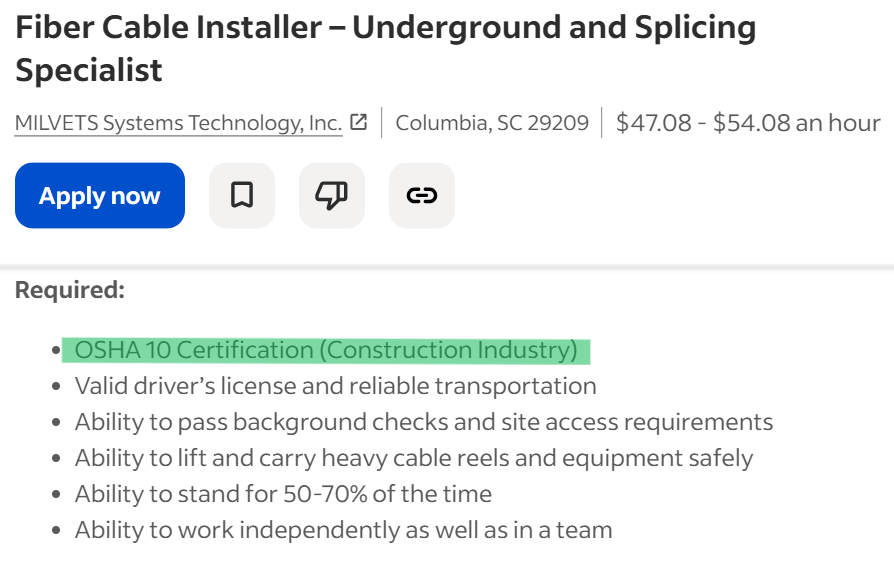 Fiber Cable Installer – Underground and Splicing
Specialist
MILVETS Systems Technology, Inc. Columbia, SC 29209 $47.08 - $54.08 an hour
Apply now
Required:
• OSHA 10 Certification (Construction Industry)
• Valid driver’s license and reliable transportation
• Ability to pass background checks and site access requirements
• Ability to lift and carry heavy cable reels and equipment safely
• Ability to stand for 50-70% of the time
• Ability to work independently as well as in a team